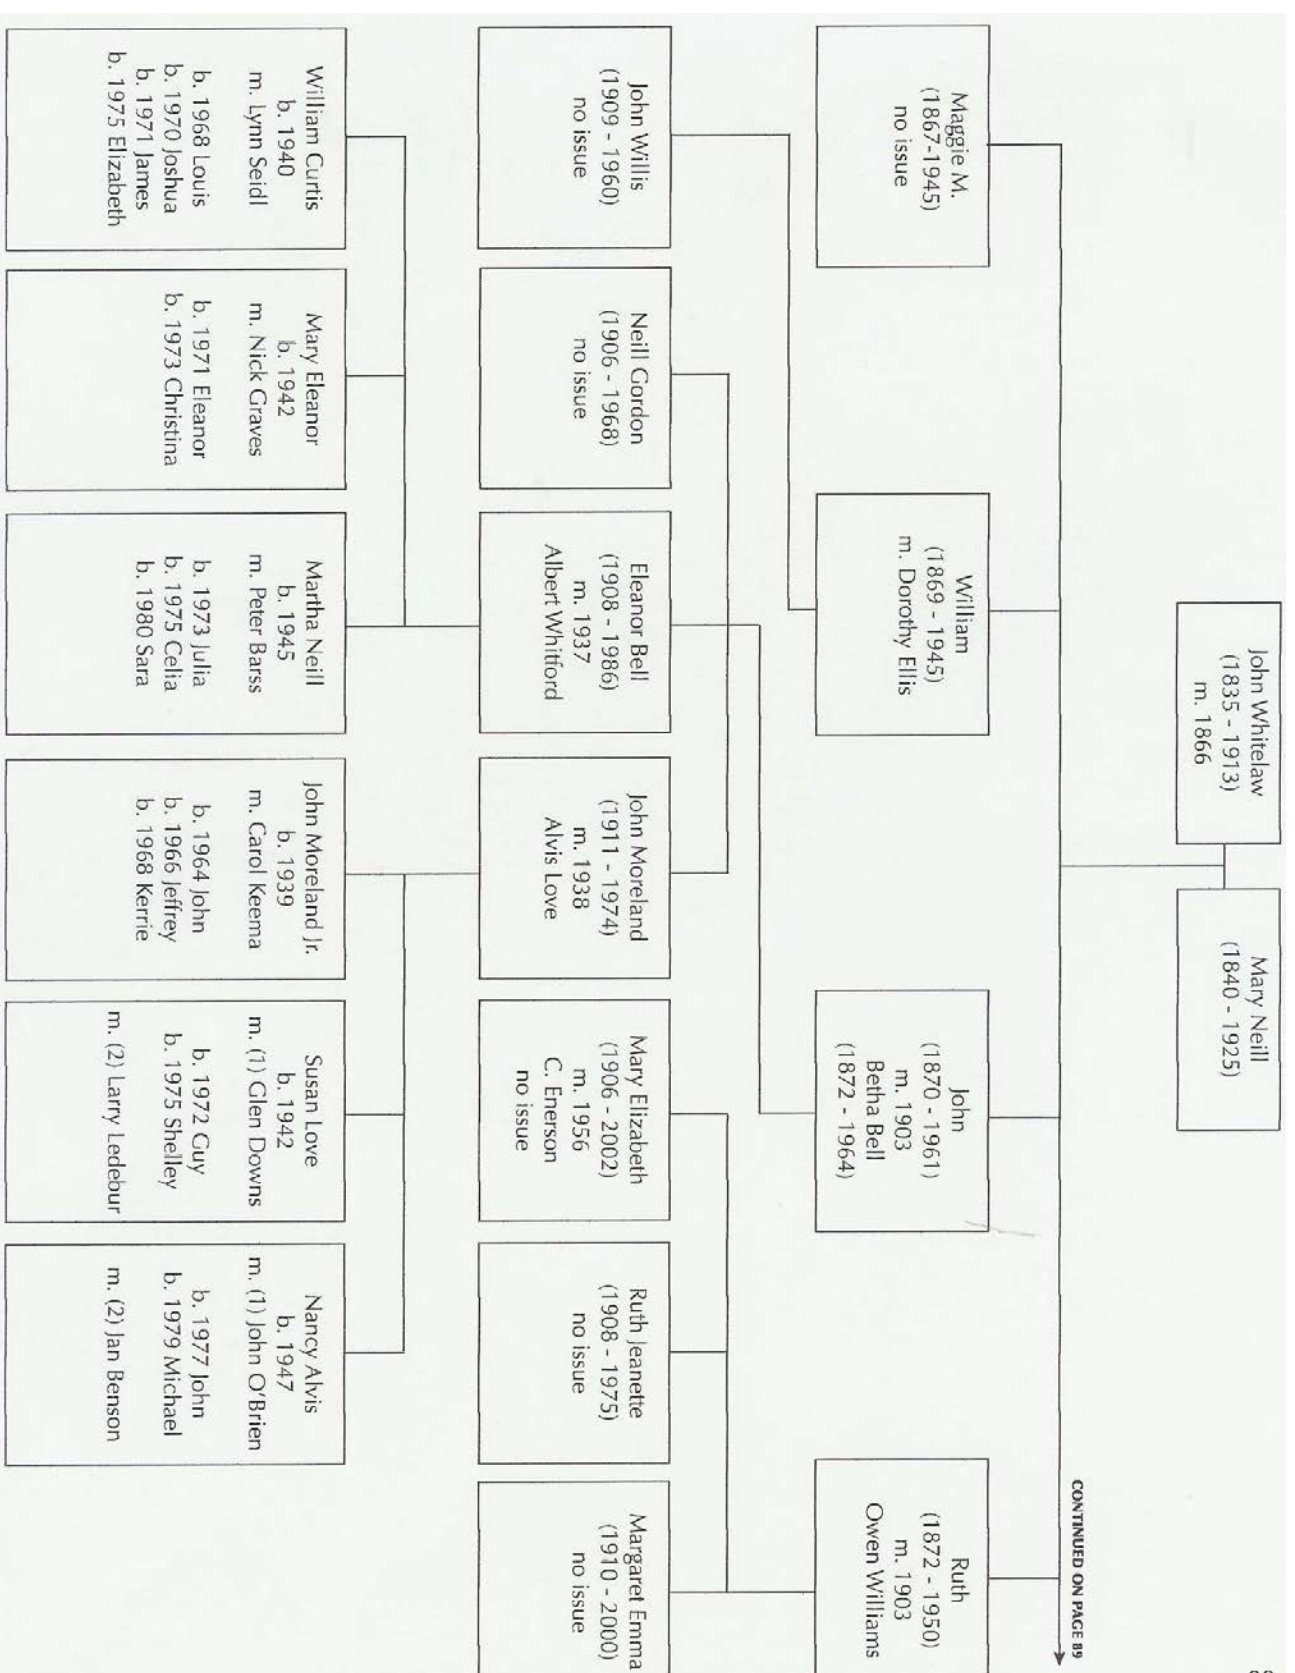 John Whitelaw
(1835 - 1913)
m. 1866
Mary Neill
(1840 - 1925)
CONTINUED ON PAGE 89
Maggie M.
(1867-1945)
no issue
William
(1869 - 1945)
m. Dorothy Ellis
John
(1870 - 1961)
m. 1903
Betha Bell
(1872 - 1964)
Ruth
(1872 - 1950)
m. 1903
Owen Williams
John Willis
(1909 - 1960)
no issue
Neill Gordon
(1906 - 1968)
no issue
Eleanor Bell
(1908 - 1986)
m. 1937
Albert Whitford
John Moreland
(1911 - 1974)
m. 1938
Alvis Love
Mary Elizabeth
(1906 - 2002)
m. 1956
C. Enerson
no issue
Ruth Jeanette
(1908 - 1975)
no issue
Margaret Emma
(1910 - 2000)
no issue
William Curtis
b. 1940
m. Lynn Seidl
b. 1968 Louis
b. 1970 Joshua
b. 1971 James
b. 1975 Elizabeth
Mary Eleanor
b. 1942
m. Nick Graves
b. 1971 Eleanor
b. 1973 Christina
Martha Neill
b. 1945
m. Peter Barss
b. 1973 Julia
b. 1975 Celia
b. 1980 Sara
John Moreland Jr.
b. 1939
m. Carol Keema
b. 1964 John
b. 1966 Jeffrey
b. 1968 Kerrie
Susan Love
b. 1942
m. (1) Glen Downs
b. 1972 Guy
b. 1975 Shelley
m. (2) Larry Ledebur
Nancy Alvis
b. 1947
m. (1) John O'Brien
b. 1977 John
b. 1979 Michael
m. (2) Jan Benson